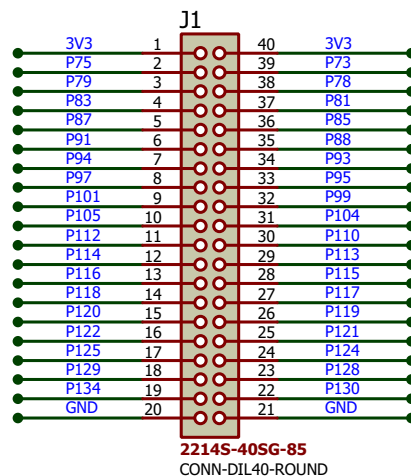 J1
3V3 1 40 3V3
P75 2 39 P73
P79 3 38 P78
P83 4 37 P81
P87 5 36 P85
P91 6 35 P88
P94 7 34 P93
P97 8 33 P95
P101 9 32 P99
P105 10 31 P104
P112 11 30 P110
P114 12 29 P113
P116 13 28 P115
P118 14 27 P117
P120 15 26 P119
P122 16 25 P121
P125 17 24 P124
P129 18 23 P128
P134 19 22 P130
GND 20 21 GND
2214S-40SG-85
CONN-DIL40-ROUND